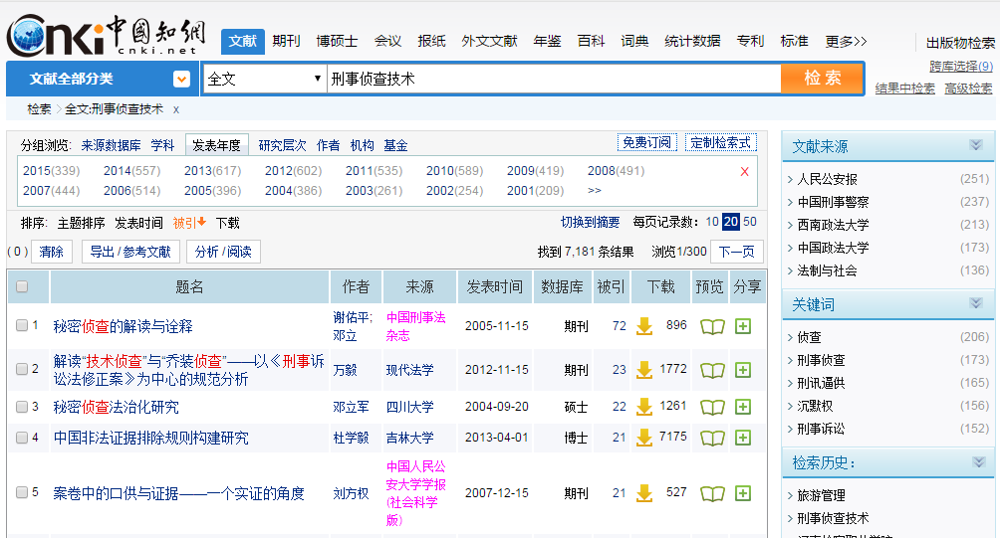 cnki 中國知網
cnki.net
文献 期刊 博硕士 会议 报纸 外文文献 年鉴 百科 词典 统计数据 专利 标准 更多>> 出版物检索
文献全部分类 全文 刑事侦查技术 检索 跨库选择(9)
结果中检索 高级检索
检索 > 全文:刑事侦查技术 x
分组浏览: 来源数据库 学科 发表年度 研究层次 作者 机构 基金 免费订阅 定制检索式
2015(339) 2014(557) 2013(617) 2012(602) 2011(535) 2010(589) 2009(419) 2008(491) X
2007(444) 2006(514) 2005(396) 2004(386) 2003(261) 2002(254) 2001(209) >>
排序: 主题排序 发表时间 被引 下载 切换到摘要 每页记录数: 10 20 50
( 0 ) 清除 导出 / 参考文献 分析 / 阅读 找到 7,181 条结果 浏览1/300 下一页
题名 作者 来源 发表时间 数据库 被引 下载 预览 分享
1 秘密侦查的解读与诠释 谢佑平; 邓立 中国刑事法杂志 2005-11-15 期刊 72 896
2 解读“技术侦查”与“乔装侦查”——以《刑事诉讼法修正案》为中心的规范分析 万毅 现代法学 2012-11-15 期刊 23 1772
3 秘密侦查法治化研究 邓立军 四川大学 2004-09-20 硕士 22 1261
4 中国非法证据排除规则构建研究 杜学毅 吉林大学 2013-04-01 博士 21 7175
5 案卷中的口供与证据——一个实证的角度 刘方权 中国人民公安大学学报(社会科学版) 2007-12-15 期刊 21 527
文献来源
> 人民公安报 (251)
> 中国刑事警察 (237)
> 西南政法大学 (213)
> 中国政法大学 (173)
> 法制与社会 (136)
关键词
> 侦查 (206)
> 刑事侦查 (173)
> 刑讯逼供 (165)
> 沉默权 (156)
> 刑事诉讼 (152)
检索历史:
> 旅游管理
> 刑事侦查技术